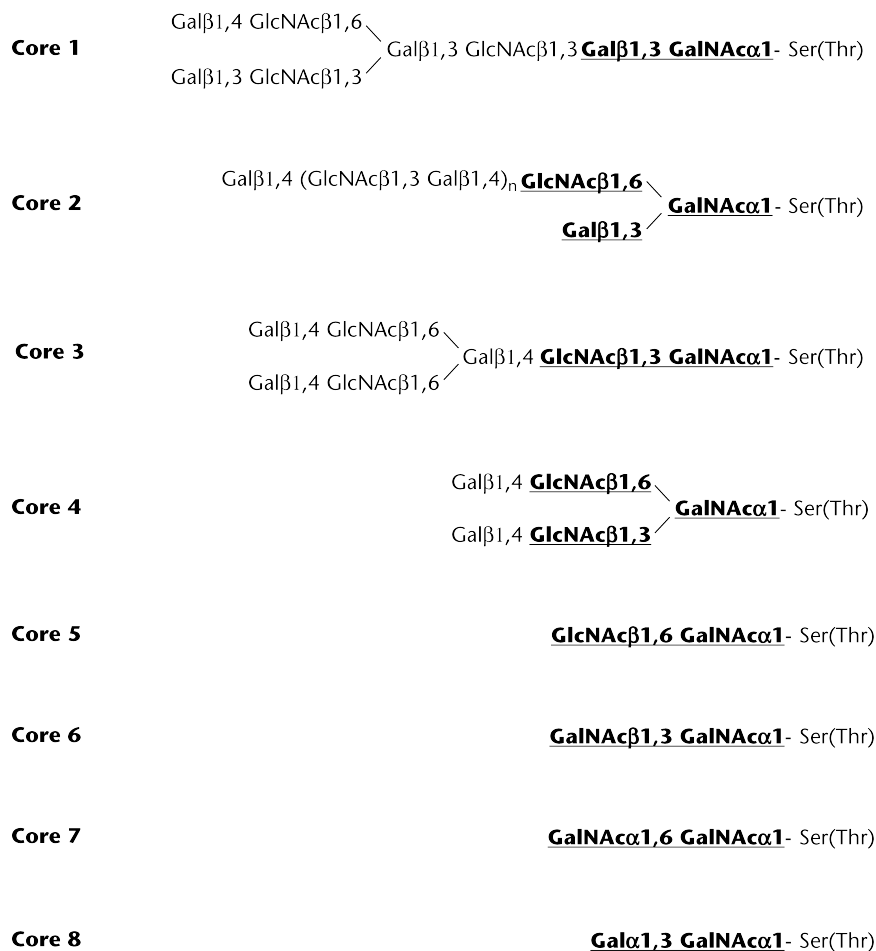 Galβ1,4 GlcNAcβ1,6
Core 1 Galβ1,3 GlcNAcβ1,3 Galβ1,3 GalNAcα1- Ser(Thr)
Galβ1,3 GlcNAcβ1,3
Galβ1,4 (GlcNAcβ1,3 Galβ1,4)n GlcNAcβ1,6
Core 2 GalNAcα1- Ser(Thr)
Galβ1,3
Galβ1,4 GlcNAcβ1,6
Core 3 Galβ1,4 GlcNAcβ1,3 GalNAcα1- Ser(Thr)
Galβ1,4 GlcNAcβ1,6
Galβ1,4 GlcNAcβ1,6
Core 4 GalNAcα1- Ser(Thr)
Galβ1,4 GlcNAcβ1,3
Core 5 GlcNAcβ1,6 GalNAcα1- Ser(Thr)
Core 6 GalNAcβ1,3 GalNAcα1- Ser(Thr)
Core 7 GalNAcα1,6 GalNAcα1- Ser(Thr)
Core 8 Galα1,3 GalNAcα1- Ser(Thr)